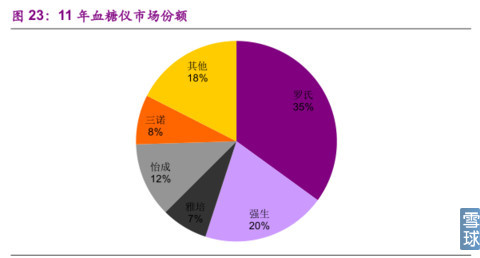 图 23：11 年血糖仪市场份额
其他
18%
罗氏
35%
三诺
8%
怡成
12%
雅培
7%
强生
20%
雪球